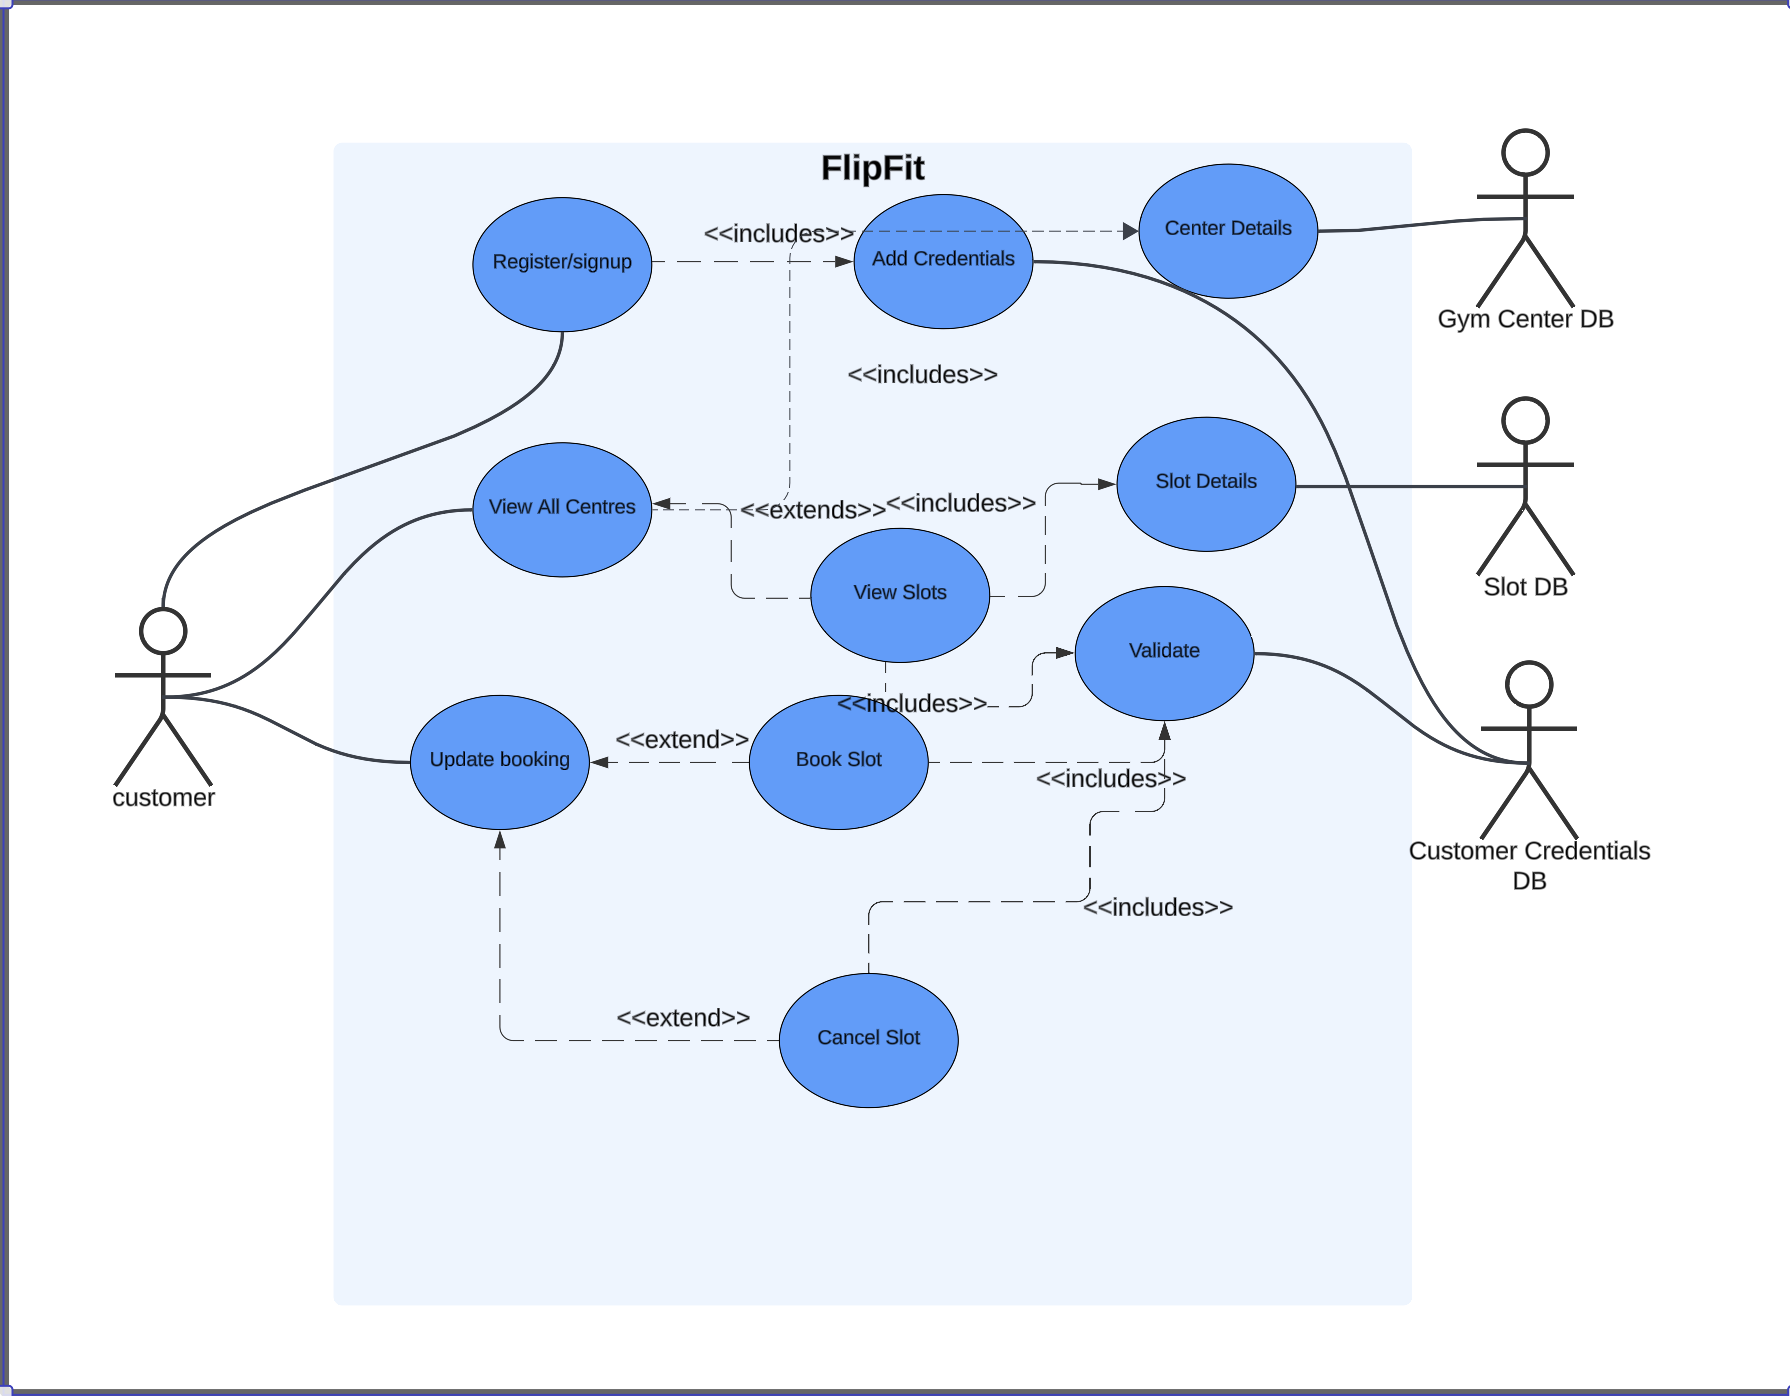 FlipFit
Register/signup
<<includes>>
Add Credentials
Center Details
Gym Center DB
<<includes>>
View All Centres
<<extends>>
<<includes>>
Slot Details
Slot DB
View Slots
Validate
customer
Update booking
<<extend>>
<<includes>>
Book Slot
<<includes>>
Customer Credentials
DB
<<includes>>
<<extend>>
Cancel Slot